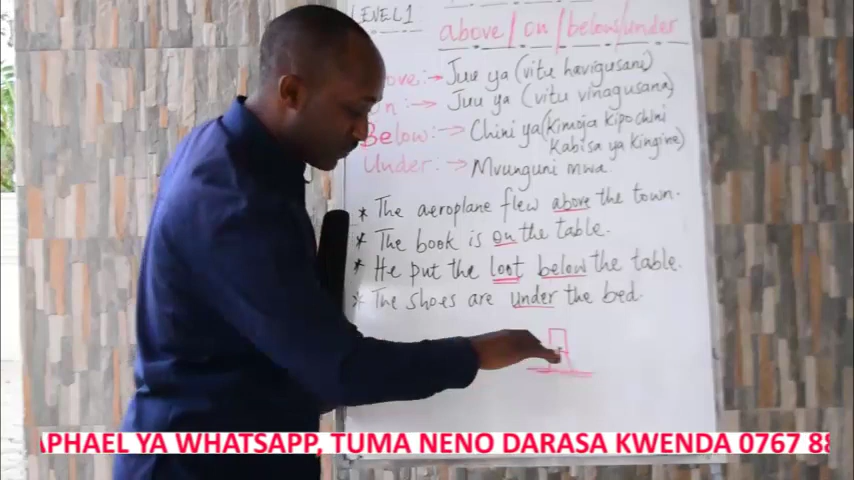 LEVEL 1
above/on/below/under
ove:→ Juu ya (vitu havigusani)
n:→ Juu ya (vitu vinagusana)
Below:→ Chini ya (kimoja kipo chini
kabisa ya kingine)
Under:→ Mvunguni mwa.
* The aeroplane flew above the town.
* The book is on the table.
* He put the loot below the table.
* The shoes are under the bed.
APHAEL YA WHATSAPP, TUMA NENO DARASA KWENDA 0767 88